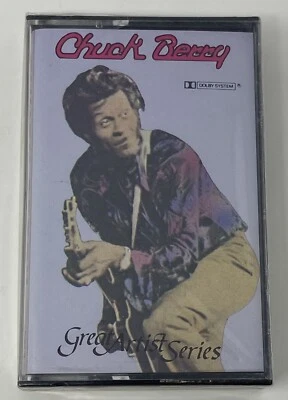 Chuck Berry
DOLBY SYSTEM
Great Artist Series